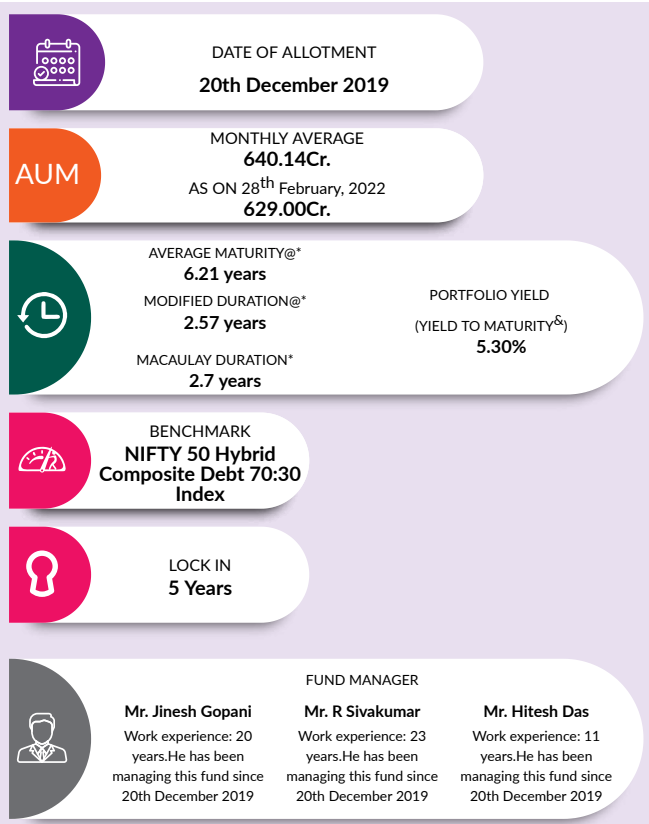 DATE OF ALLOTMENT
20th December 2019
AUM
MONTHLY AVERAGE
640.14Cr.
AS ON 28th February, 2022
629.00Cr.
AVERAGE MATURITY@*
6.21 years
MODIFIED DURATION@*
2.57 years
MACAULAY DURATION*
2.7 years
PORTFOLIO YIELD
(YIELD TO MATURITY&)
5.30%
BENCHMARK
NIFTY 50 Hybrid
Composite Debt 70:30
Index
LOCK IN
5 Years
FUND MANAGER
Mr. Jinesh Gopani
Work experience: 20
years.He has been
managing this fund since
20th December 2019
Mr. R Sivakumar
Work experience: 23
years.He has been
managing this fund since
20th December 2019
Mr. Hitesh Das
Work experience: 11
years.He has been
managing this fund since
20th December 2019